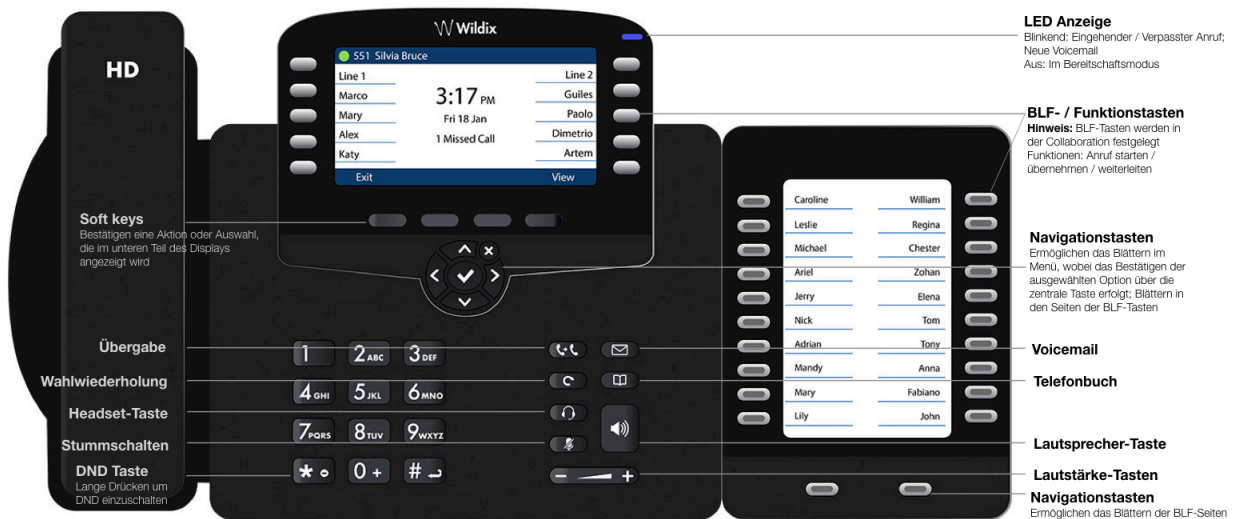 HD
Wildix
551 Silvia Bruce
Line 1
Marco
Mary
Alex
Katy
3:17 PM
Fri 18 Jan
1 Missed Call
Line 2
Guiles
Paolo
Dimetrio
Artem
Exit
View
LED Anzeige
Blinkend: Eingehender / Verpasster Anruf;
Neue Voicemail
Aus: Im Bereitschaftsmodus
BLF- / Funktionstasten
Hinweis: BLF-Tasten werden in
der Collaboration festgelegt
Funktionen: Anruf starten /
übernehmen / weiterleiten
Soft keys
Bestätigen eine Aktion oder Auswahl,
die im unteren Teil des Displays
angezeigt wird
Caroline
William
Leslie
Regina
Michael
Chester
Ariel
Zohan
Jerry
Elena
Nick
Tom
Adrian
Tony
Mandy
Anna
Mary
Fabiano
Lily
John
Navigationstasten
Ermöglichen das Blättern im
Menü, wobei das Bestätigen der
ausgewählten Option über die
zentrale Taste erfolgt; Blättern in
den Seiten der BLF-Tasten
Übergabe
Wahlwiederholung
Headset-Taste
Stummschalten
DND Taste
Lange Drücken um
DND einzuschalten
1
2 ABC
3 DEF
4 GHI
5 JKL
6 MNO
7 PQRS
8 TUV
9 WXYZ
*
0 +
#
- +
Voicemail
Telefonbuch
Lautsprecher-Taste
Lautstärke-Tasten
Navigationstasten
Ermöglichen das Blättern der BLF-Seiten